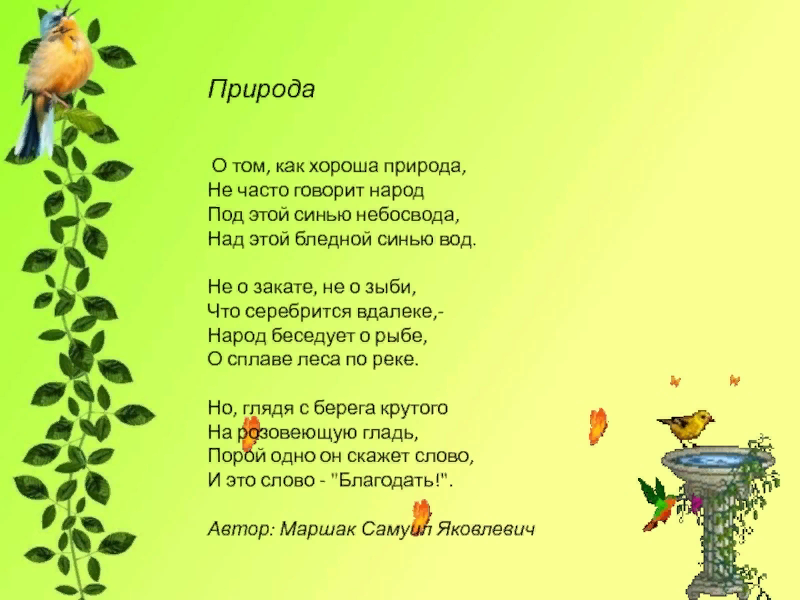 Природа
О том, как хороша природа,
Не часто говорит народ
Под этой синью небосвода,
Над этой бледной синью вод.
Не о закате, не о зыби,
Что серебрится вдалеке,-
Народ беседует о рыбе,
О сплаве леса по реке.
Но, глядя с берега крутого
На розовеющую гладь,
Порой одно он скажет слово,
И это слово - "Благодать!".
Автор: Маршак Самуил Яковлевич